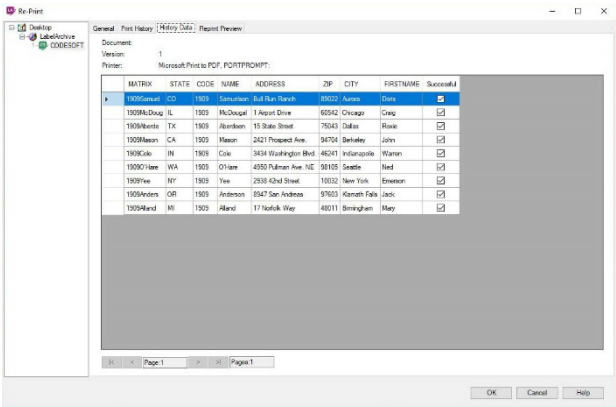 Re-Print
Desktop
LabelArchive
CODESOFT
General Print History History Data Reprint Preview
Document:
Version: 1
Printer: Microsoft Print to PDF, PORTPROMPT:
MATRIX STATE CODE NAME ADDRESS ZIP CITY FIRSTNAME Successful
1909Samuel CO 1909 Samuelson Bull Run Ranch 89022 Aurora Doris
1909McDoug IL 1909 McDougal 1 Airport Drive 60542 Chicago Craig
1909Aberde TX 1909 Aberdeen 15 State Street 75043 Dallas Roxie
1909Mason CA 1909 Mason 2421 Prospect Ave. 94704 Berkeley John
1909Cole IN 1909 Cole 3434 Washington Blvd. 46241 Indianapolis Warren
1909O'Hare WA 1909 O'Hare 4950 Pullman Ave. NE 98105 Seattle Ned
1909Yee NY 1909 Yee 2938 42nd Street 10032 New York Emerson
1909Anders OR 1909 Anderson 8947 San Andreas 97603 Klamath Falls Jack
1909Alland MI 1909 Alland 17 Norfolk Way 48011 Birmingham Mary
Page:1 Pages:1
OK Cancel Help